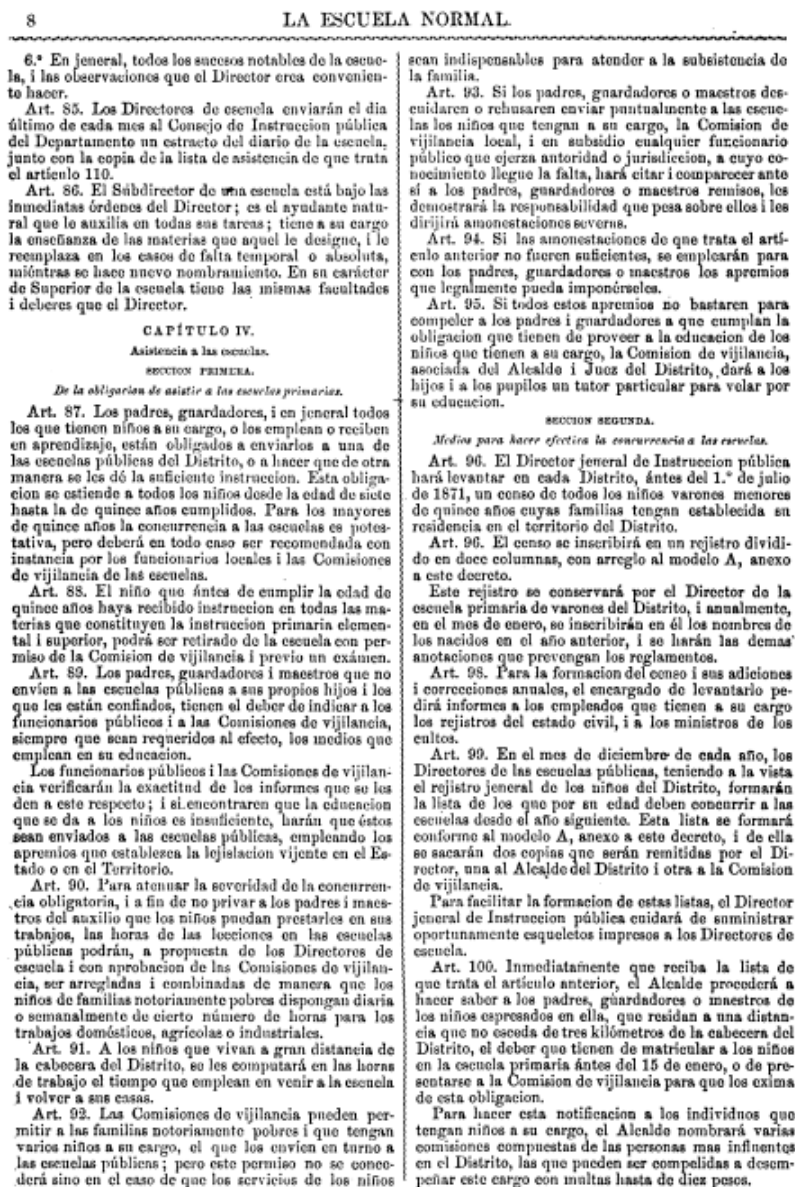 8 LA ESCUELA NORMAL.
6.º En jeneral, todos los sucesos notables de la escue-
la, i las observaciones que el Director crea convenien-
te hacer.
Art. 85. Los Directores de escuela enviarán el dia
último de cada mes al Consejo de Instruccion pública
del Departamento un estracto del diario de la escuela,
junto con la copia de la lista de asistencia de que trata
el artículo 110.
Art. 86. El Subdirector de una escuela está bajo las
inmediatas órdenes del Director; es el ayudante natu-
ral que le auxilia en todas sus tareas; tiene a su cargo
la enseñanza de las materias que aquel le designe, i le
reemplaza en los casos de falta temporal o absoluta,
miéntras se hace nuevo nombramiento. En su carácter
de Superior de la escuela tiene las mismas facultades
i deberes que el Director.
CAPÍTULO IV.
Asistencia a las escuelas.
SECCION PRIMERA.
De la obligacion de asistir a las escuelas primarias.
Art. 87. Los padres, guardadores, i en jeneral todos
los que tienen niños a su cargo, o los emplean o reciben
en aprendizaje, están obligados a enviarlos a una de
las escuelas públicas del Distrito, o a hacer que de otra
manera se les dé la suficiente instruccion. Esta obliga-
cion se estiende a todos los niños desde la edad de siete
hasta la de quince años cumplidos. Para los mayores
de quince años la concurrencia a las escuelas es potes-
tativa, pero deberá en todo caso ser recomendada con
instancia por los funcionarios locales i las Comisiones
de vijilancia de las escuelas.
Art. 88. El niño que ántes de cumplir la edad de
quince años haya recibido instruccion en todas las ma-
terias que constituyen la instruccion primaria elemen-
tal i superior, podrá ser retirado de la escuela con per-
miso de la Comision de vijilancia i previo un exámen.
Art. 89. Los padres, guardadores i maestros que no
envíen a las escuelas públicas a sus propios hijos i los
que les están confiados, tienen el deber de indicar a los
funcionarios públicos i a las Comisiones de vijilancia,
siempre que sean requeridos al efecto, los medios que
emplean en su educacion.
Los funcionarios públicos i las Comisiones de vijilan-
cia verificarán la exactitud de los informes que se les
den a este respecto; i si encontraren que la educacion
que se da a los niños es insuficiente, harán que éstos
sean enviados a las escuelas públicas, empleando los
apremios que establezca la lejislacion vijente en el Es-
tado o en el Territorio.
Art. 90. Para atenuar la severidad de la concurren-
cia obligatoria, i a fin de no privar a los padres i maes-
tros del auxilio que los niños puedan prestarles en sus
trabajos, las horas de las lecciones en las escuelas
públicas podrán, a propuesta de los Directores de
escuela i con aprobacion de las Comisiones de vijilan-
cia, ser arregladas i combinadas de manera que los
niños de familias notoriamente pobres dispongan diaria
o semanalmente de cierto número de horas para los
trabajos domésticos, agrícolas o industriales.
Art. 91. A los niños que vivan a gran distancia de
la cabecera del Distrito, se les computará en las horas
de trabajo el tiempo que emplean en venir a la escuela
i volver a sus casas.
Art. 92. Las Comisiones de vijilancia pueden per-
mitir a las familias notoriamente pobres i que tengan
varios niños a su cargo, el que los envíen en turno a
las escuelas públicas; pero este permiso no se conce-
derá sino en el caso de que los servicios de los niños
sean indispensables para atender a la subsistencia de
la familia.
Art. 93. Si los padres, guardadores o maestros des-
cuidaren o rehusaren enviar puntualmente a las escue-
las los niños que tengan a su cargo, la Comision de
vijilancia local, i en subsidio cualquier funcionario
público que ejerza autoridad o jurisdiccion, a cuyo co-
nocimiento llegue la falta, hará citar i comparecer ante
sí a los padres, guardadores o maestros remisos, les
demostrará la responsabilidad que pesa sobre ellos i les
dirijirá amonestaciones severas.
Art. 94. Si las amonestaciones de que trata el artí-
culo anterior no fueren suficientes, se emplearán para
con los padres, guardadores o maestros los apremios
que legalmente pueda imponérseles.
Art. 95. Si todos estos apremios no bastaren para
compeler a los padres i guardadores a que cumplan la
obligacion que tienen de proveer a la educacion de los
niños que tienen a su cargo, la Comision de vijilancia,
asociada del Alcalde i Juez del Distrito, dará a los
hijos i a los pupilos un tutor particular para velar por
su educacion.
SECCION SEGUNDA.
Medios para hacer efectiva la concurrencia a las escuelas.
Art. 96. El Director jeneral de Instruccion pública
hará levantar en cada Distrito, ántes del 1.º de julio
de 1871, un censo de todos los niños varones menores
de quince años cuyas familias tengan establecida su
residencia en el territorio del Distrito.
Art. 96. El censo se inscribirá en un rejistro dividi-
do en doce columnas, con arreglo al modelo A, anexo
a este decreto.
Este rejistro se conservará por el Director de la
escuela primaria de varones del Distrito, i anualmente,
en el mes de enero, se inscribirán en él los nombres de
los nacidos en el año anterior, i se harán las demas
anotaciones que prevengan los reglamentos.
Art. 98. Para la formacion del censo i sus adiciones
i correcciones anuales, el encargado de levantarlo pe-
dirá informes a los empleados que tienen a su cargo
los rejistros del estado civil, i a los ministros de los
cultos.
Art. 99. En el mes de diciembre de cada año, los
Directores de las escuelas públicas, teniendo a la vista
el rejistro jeneral de los niños del Distrito, formarán
la lista de los que por su edad deben concurrir a las
escuelas desde el año siguiente. Esta lista se formará
conforme al modelo A, anexo a este decreto, i de ella
se sacarán dos copias que serán remitidas por el Di-
rector, una al Alcalde del Distrito i otra a la Comision
de vijilancia.
Para facilitar la formacion de estas listas, el Director
jeneral de Instruccion pública cuidará de suministrar
oportunamente esqueletos impresos a los Directores de
escuela.
Art. 100. Inmediatamente que reciba la lista de
que trata el artículo anterior, el Alcalde procederá a
hacer saber a los padres, guardadores o maestros de
los niños espresados en ella, que residan a una distan-
cia que no esceda de tres kilómetros de la cabecera del
Distrito, el deber que tienen de matricular a los niños
en la escuela primaria ántes del 15 de enero, o de pre-
sentarse a la Comision de vijilancia para que los exima
de esta obligacion.
Para hacer esta notificacion a los individuos que
tengan niños a su cargo, el Alcalde nombrará varias
comisiones compuestas de las personas mas influentes
en el Distrito, las que pueden ser compelidas a desem-
peñar este cargo con multas hasta de diez pesos.